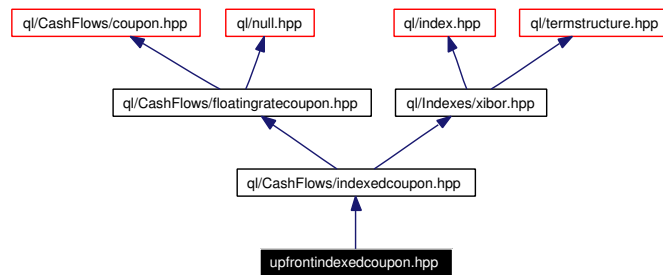 ql/CashFlows/coupon.hpp
ql/null.hpp
ql/index.hpp
ql/termstructure.hpp
ql/CashFlows/floatingratecoupon.hpp
ql/Indexes/xibor.hpp
ql/CashFlows/indexedcoupon.hpp
upfrontindexedcoupon.hpp